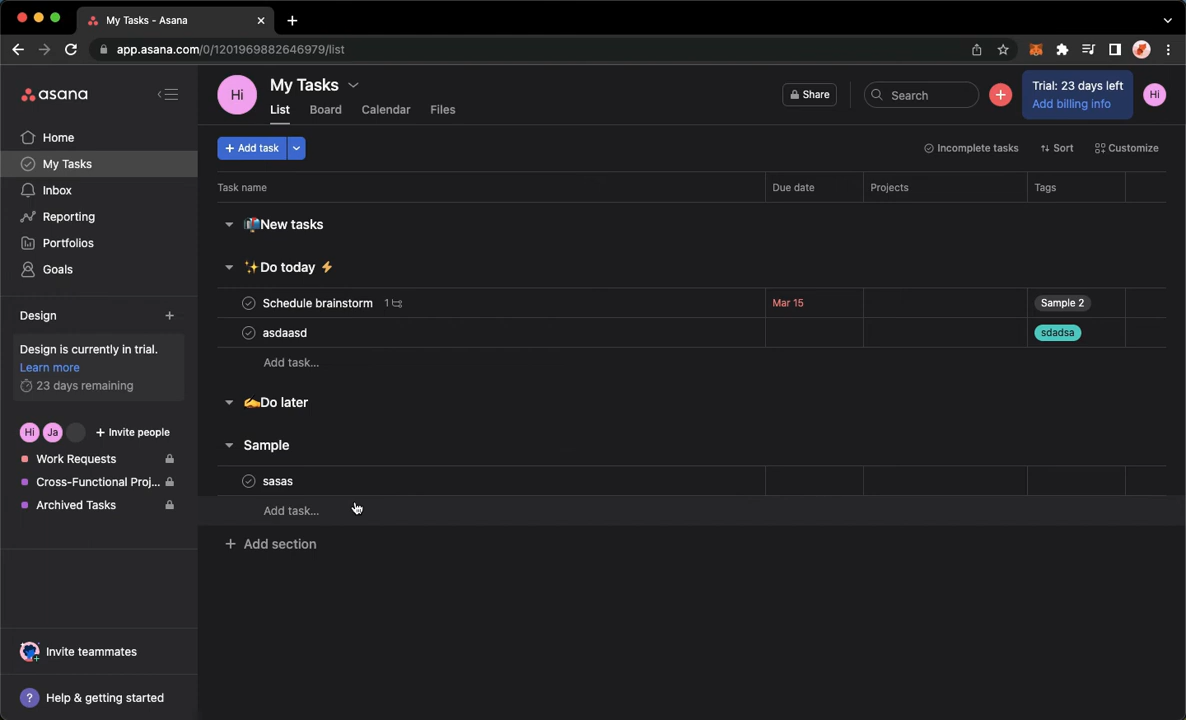 My Tasks - Asana
app.asana.com/0/1201969882646979/list
asana
Home
My Tasks
Inbox
Reporting
Portfolios
Goals
Design
Design is currently in trial.
Learn more
23 days remaining
Hi Ja + Invite people
Work Requests
Cross-Functional Proj...
Archived Tasks
Invite teammates
? Help & getting started
Hi
My Tasks
List Board Calendar Files
Share
Search
Trial: 23 days left
Add billing info
Hi
+ Add task
Incomplete tasks
Sort
Customize
Task name Due date Projects Tags
📬New tasks
✨Do today ⚡
Schedule brainstorm 1 Mar 15 Sample 2
asdaasd sdadsa
Add task...
✍Do later
Sample
sasas
Add task...
+ Add section